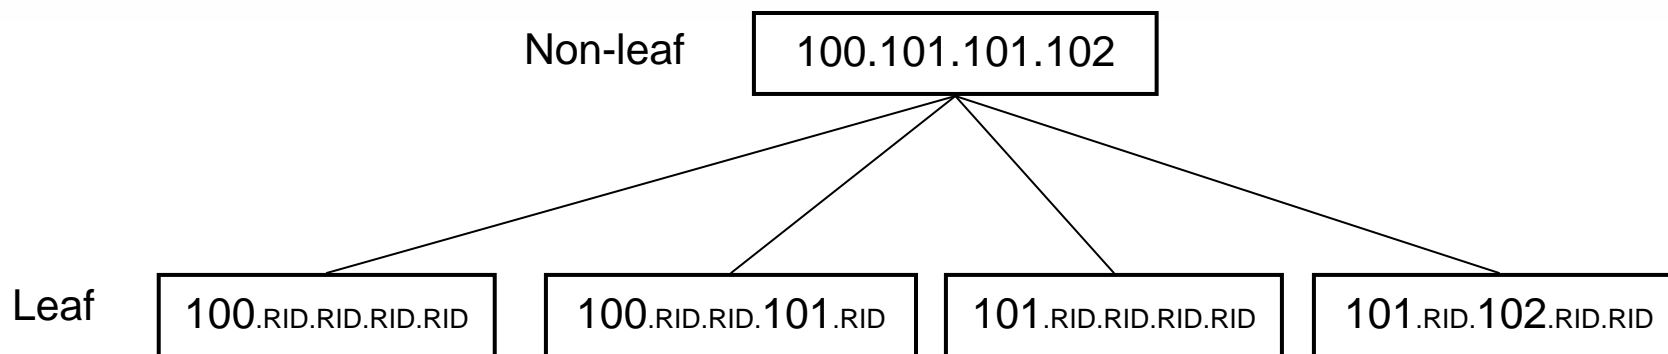 Non-leaf
100.101.101.102
Leaf
100.RID.RID.RID.RID
100.RID.RID.101.RID
101.RID.RID.RID.RID
101.RID.102.RID.RID